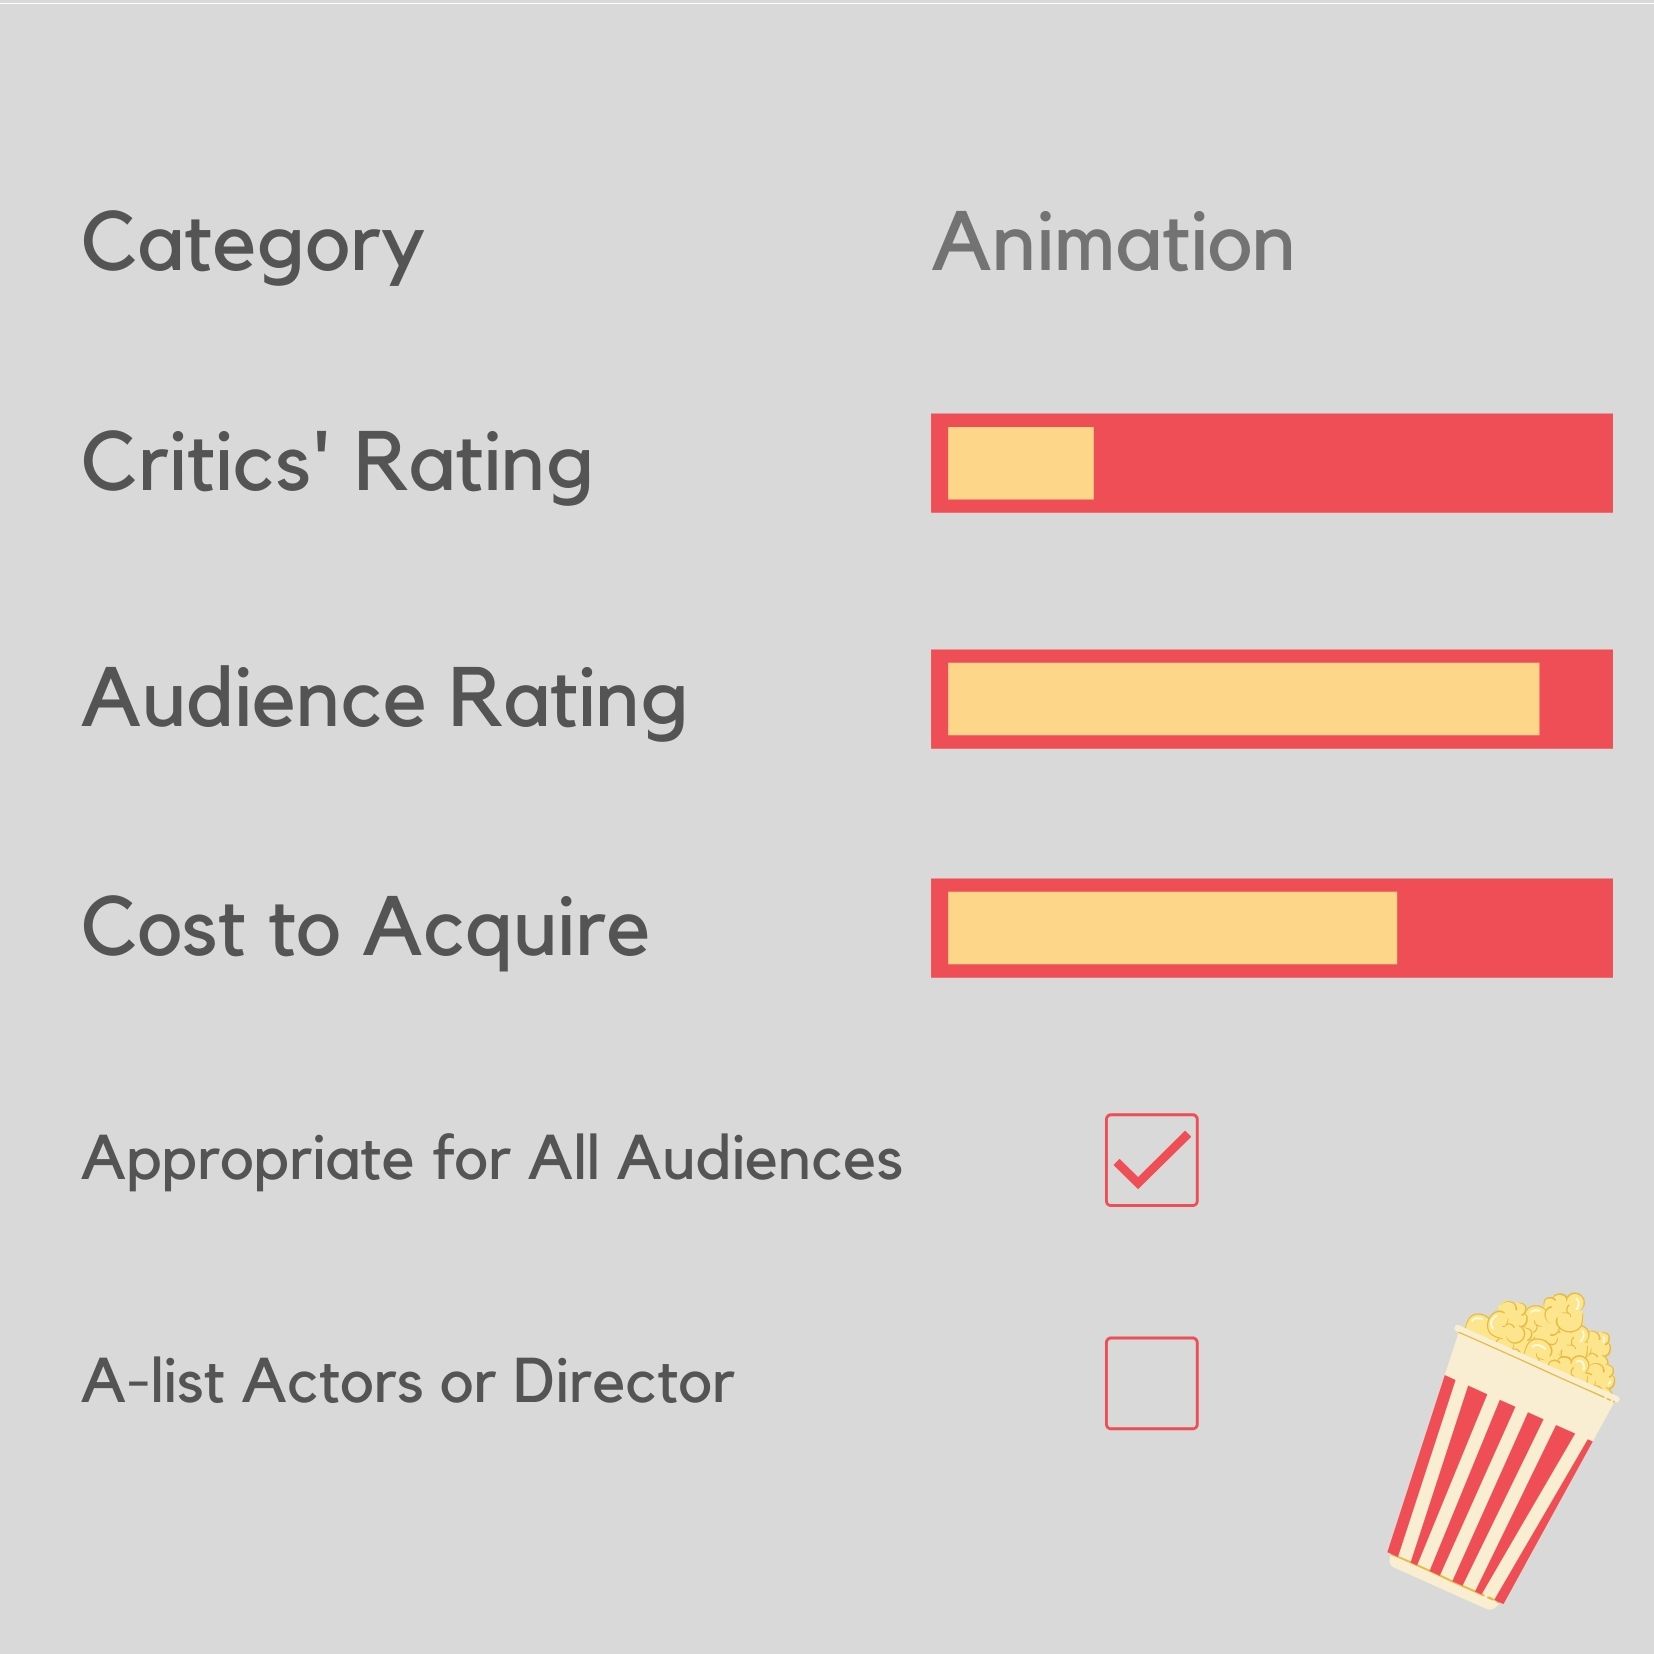 Category Animation
Critics' Rating
Audience Rating
Cost to Acquire
Appropriate for All Audiences
A-list Actors or Director